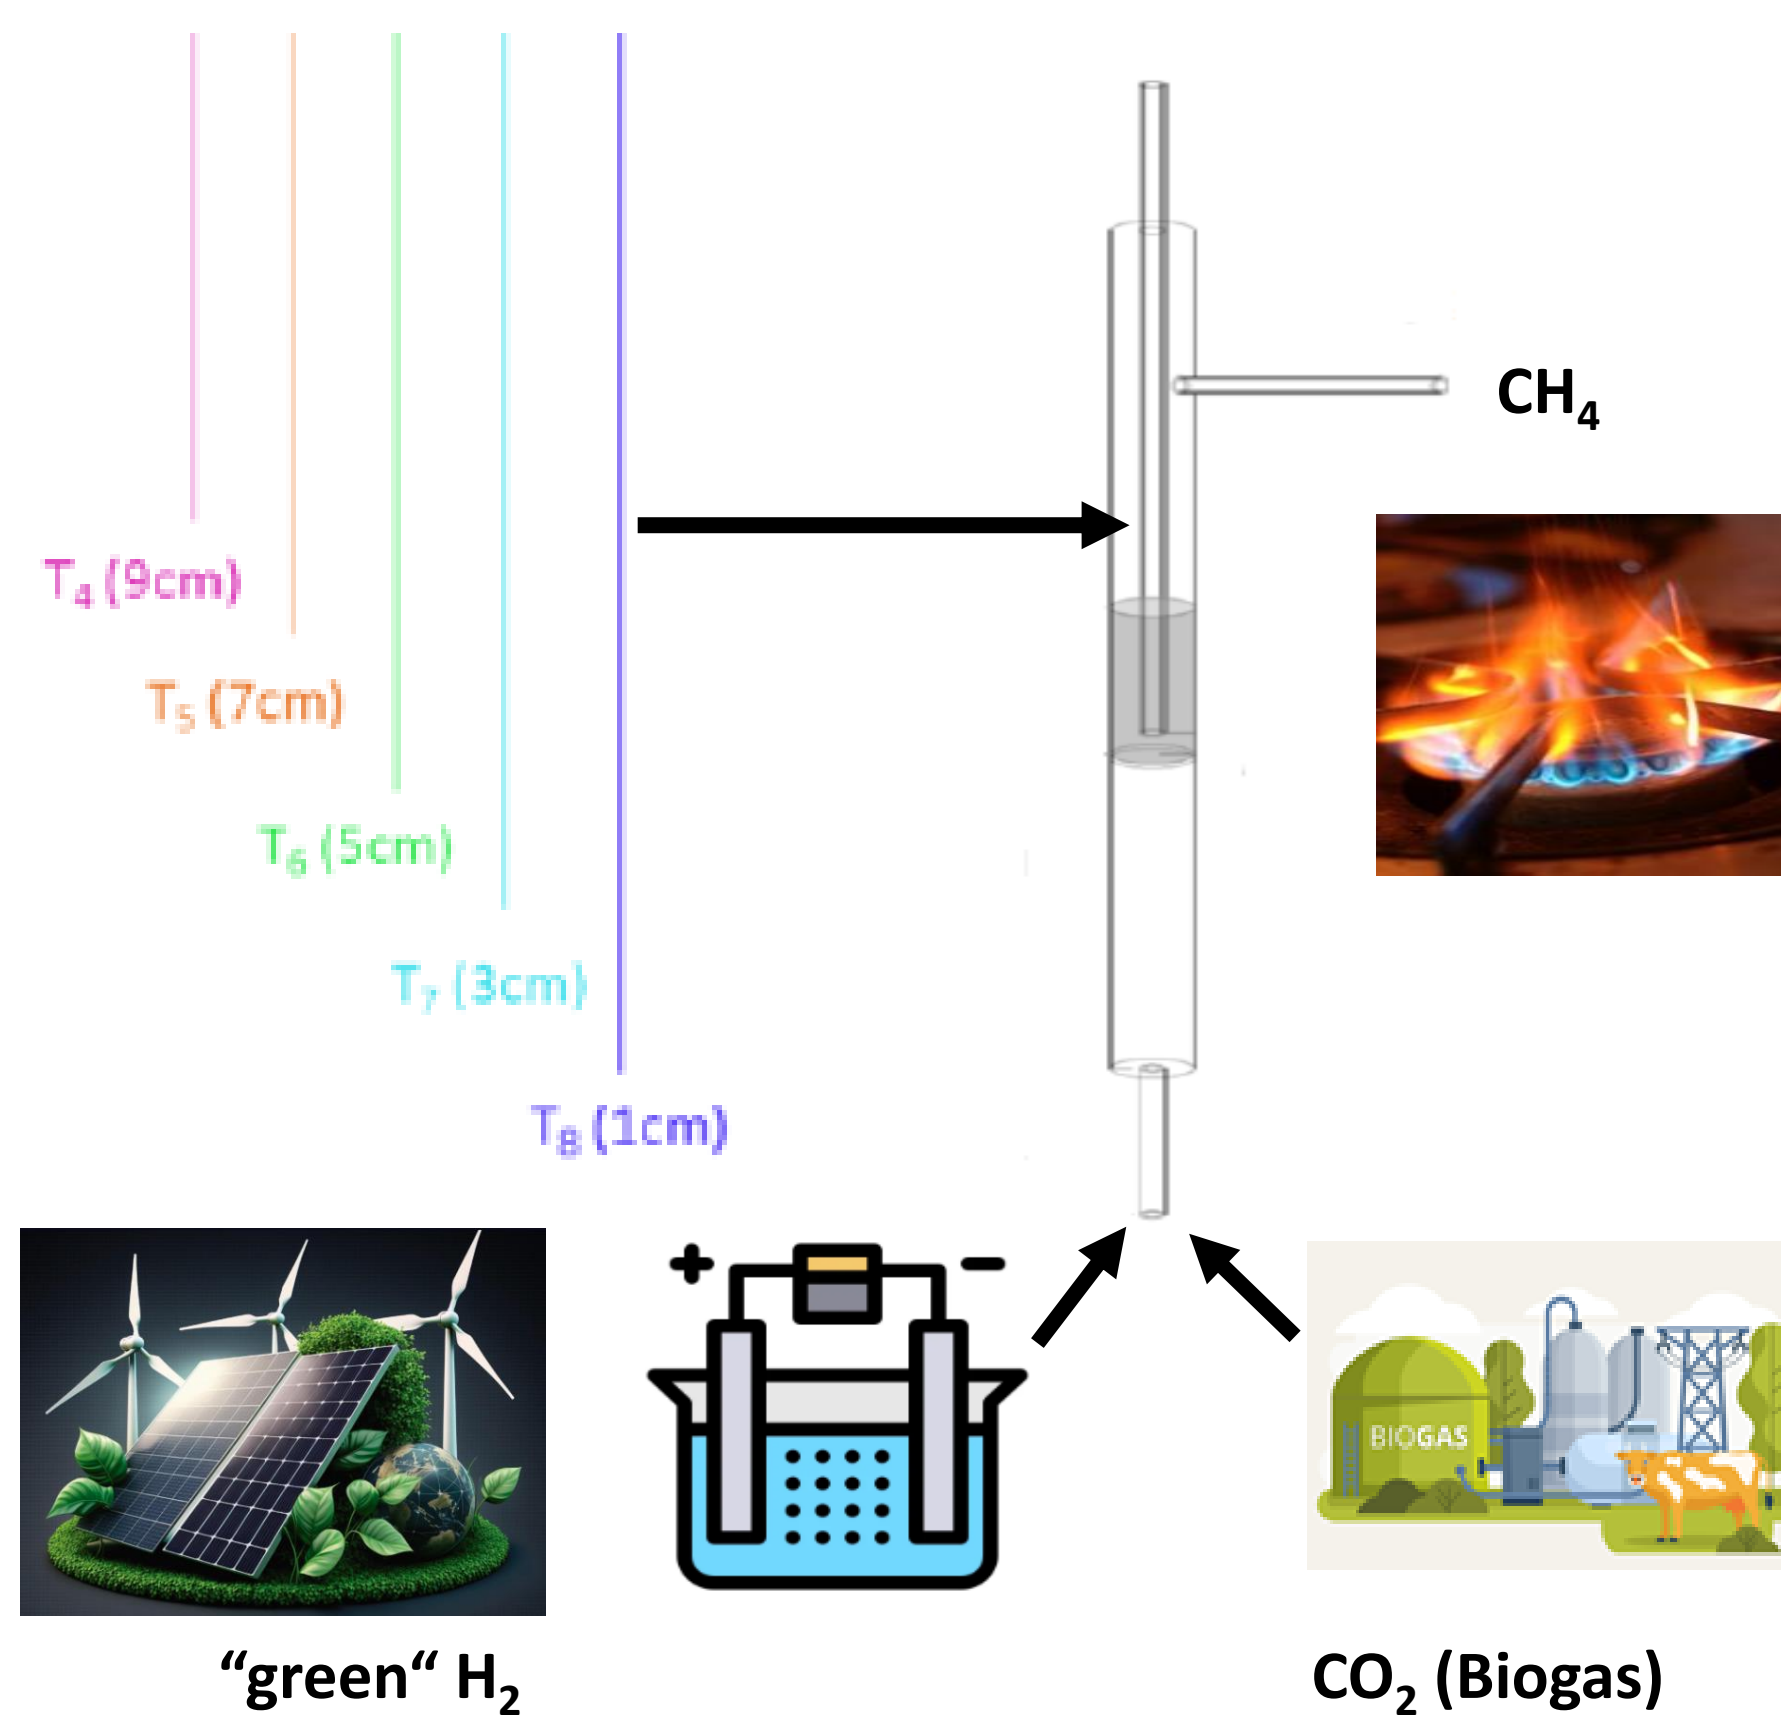 CH₄
T₄ (9cm)
T₅ (7cm)
T₆ (5cm)
T₇ (3cm)
T₈ (1cm)
+ −
BIOGAS
“green“ H₂
CO₂ (Biogas)